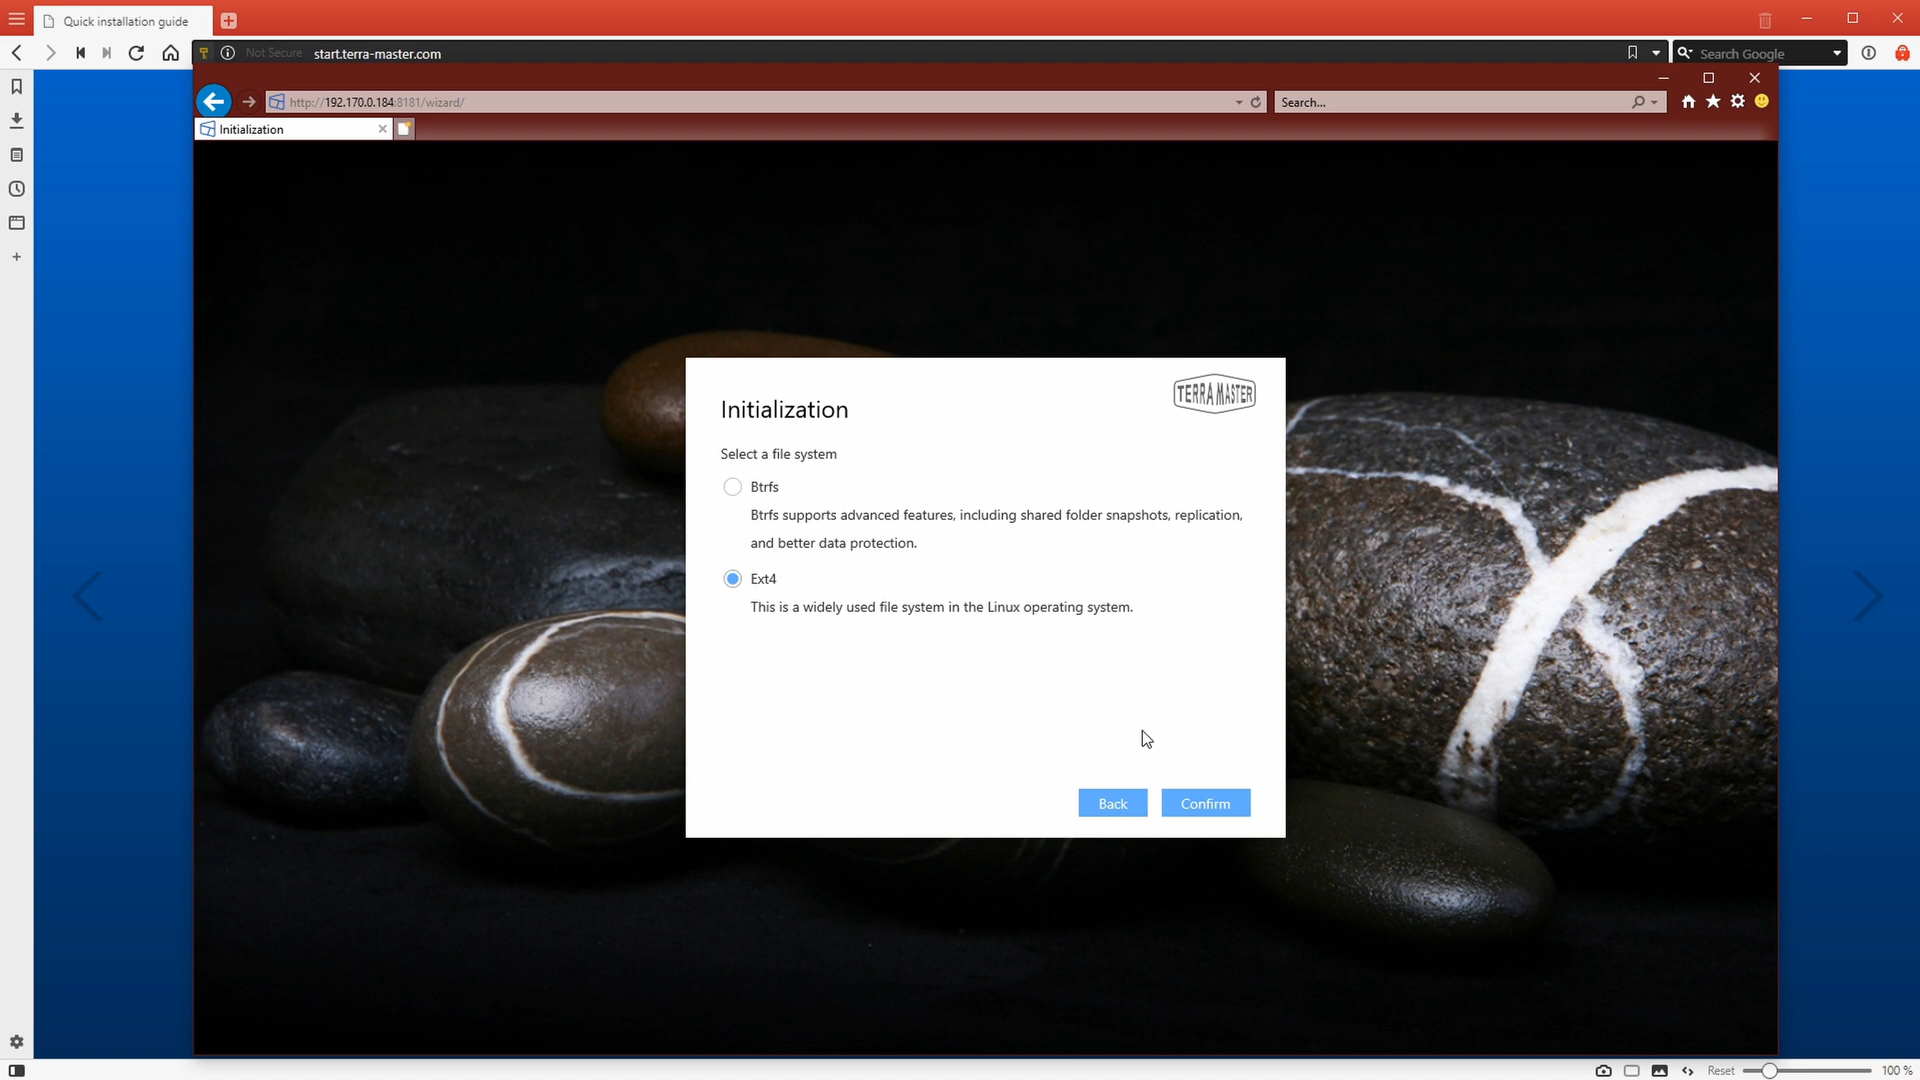 Quick installation guide
Not Secure start.terra-master.com
Search Google
http://192.170.0.184:8181/wizard/
Search...
Initialization
TERRA MASTER
Initialization
Select a file system
Btrfs
Btrfs supports advanced features, including shared folder snapshots, replication,
and better data protection.
Ext4
This is a widely used file system in the Linux operating system.
Back
Confirm
Reset
100 %